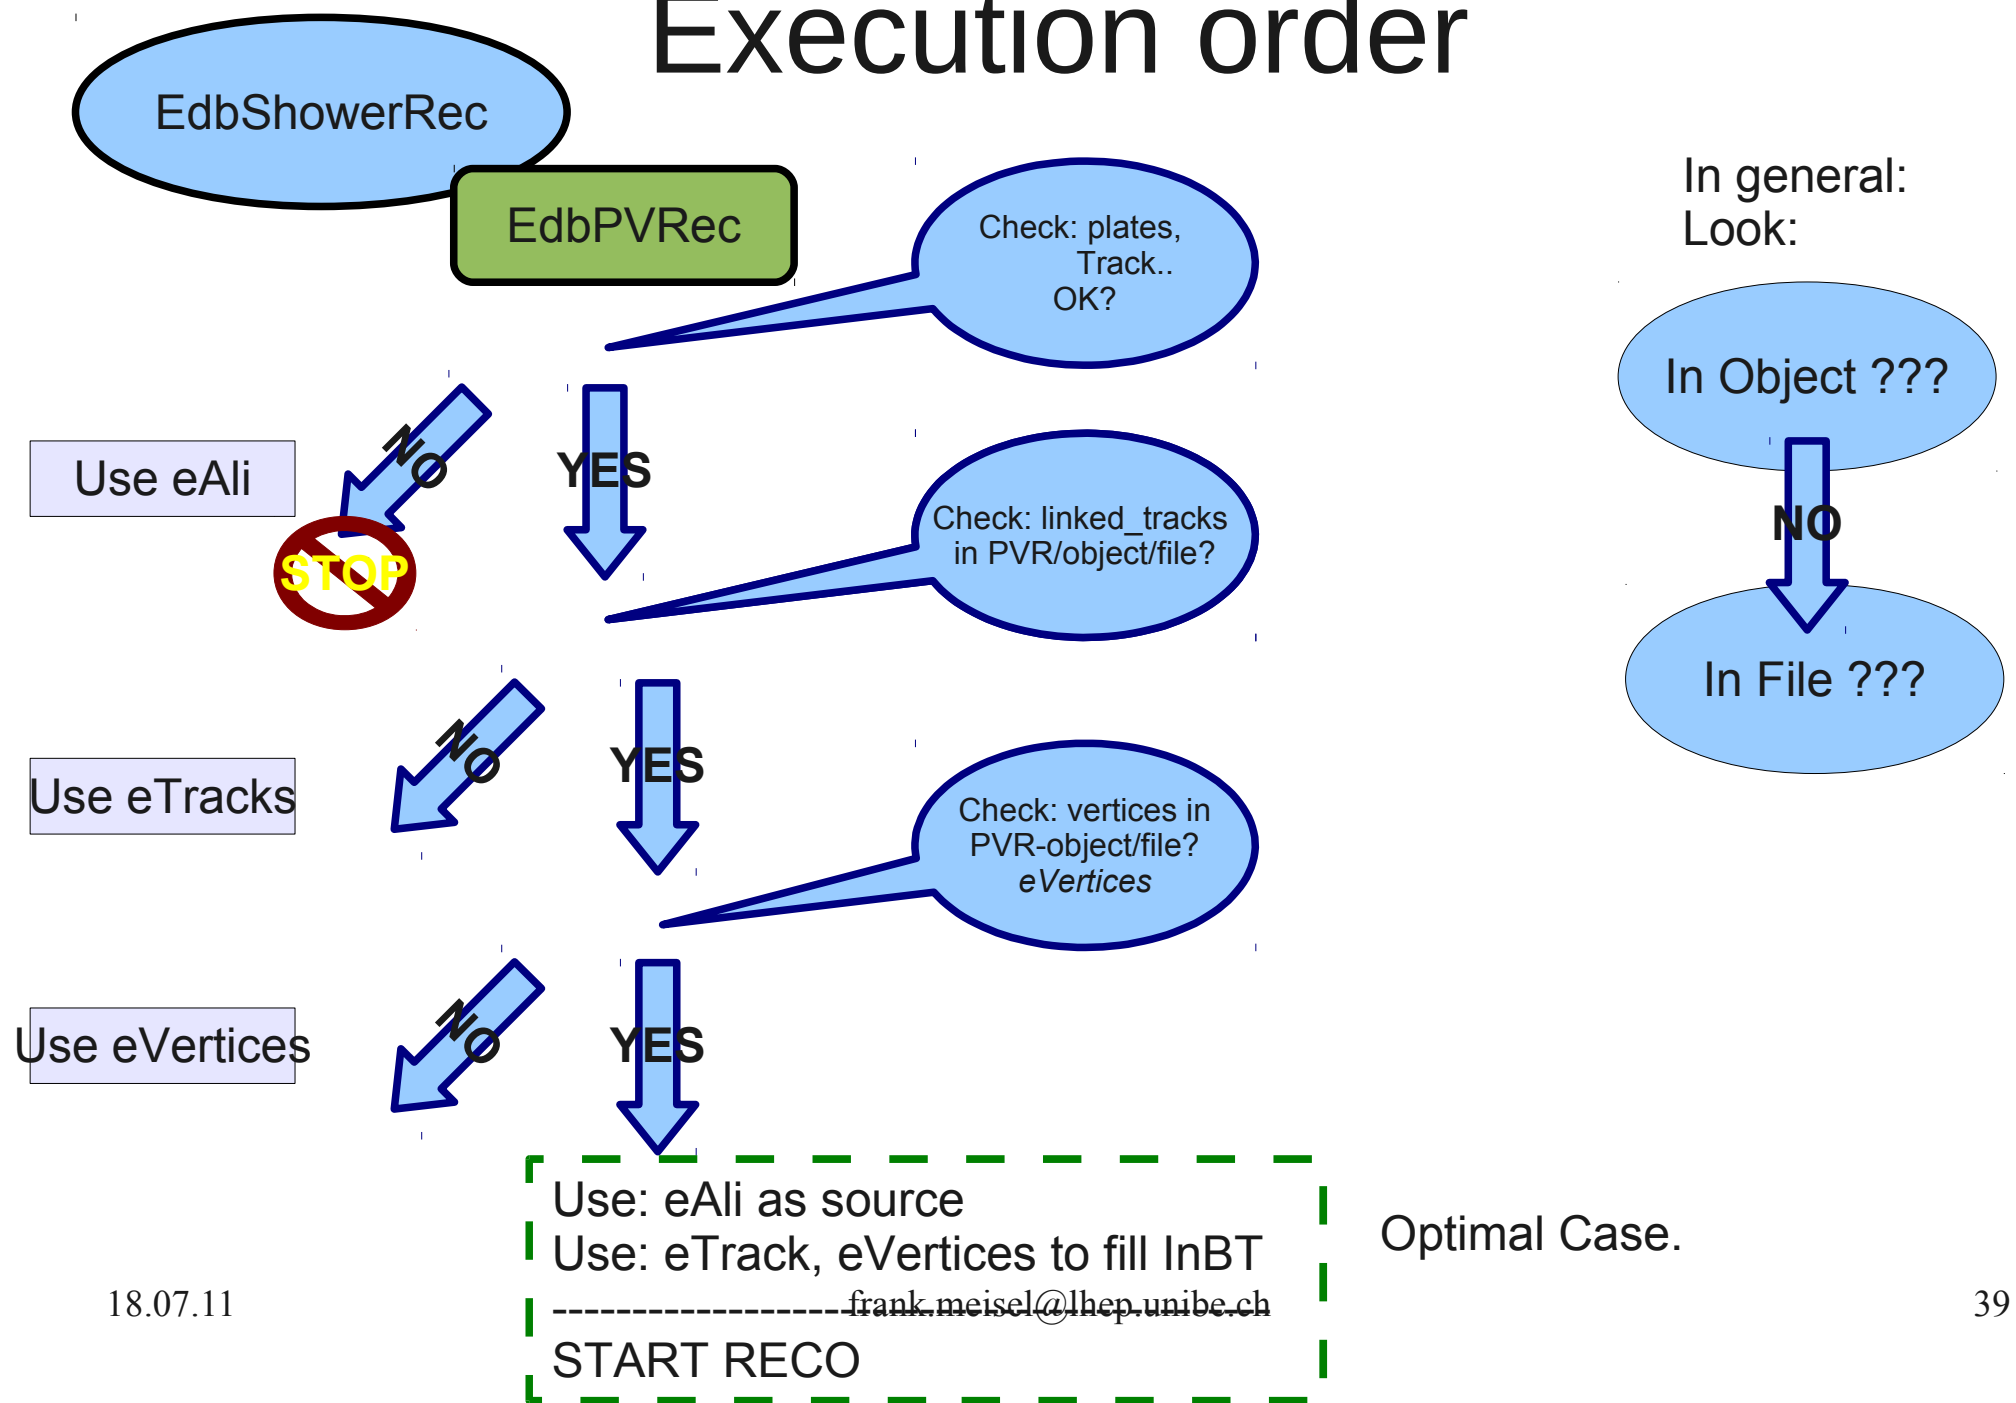 Execution order
EdbShowerRec
EdbPVRec
Check: plates,
Track..
OK?
In general:
Look:
In Object ???
NO
In File ???
NO
YES
Use eAli
STOP
Check: linked_tracks
in PVR/object/file?
NO
YES
Use eTracks
Check: vertices in
PVR-object/file?
eVertices
NO
YES
Use eVertices
Use: eAli as source
Use: eTrack, eVertices to fill InBT
------------------------------------
START RECO
Optimal Case.
18.07.11
frank.meisel@lhep.unibe.ch
39